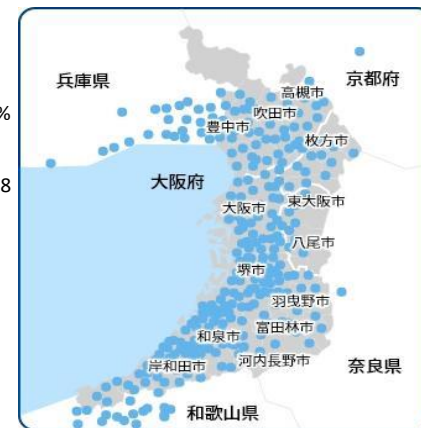 高槻市
京都府
兵庫県
吹田市
%
豊中市
枚方市
大阪府
8
東大阪市
大阪市
八尾市
堺市
羽曳野市
富田林市
和泉市
河内長野市
岸和田市
奈良県
和歌山県